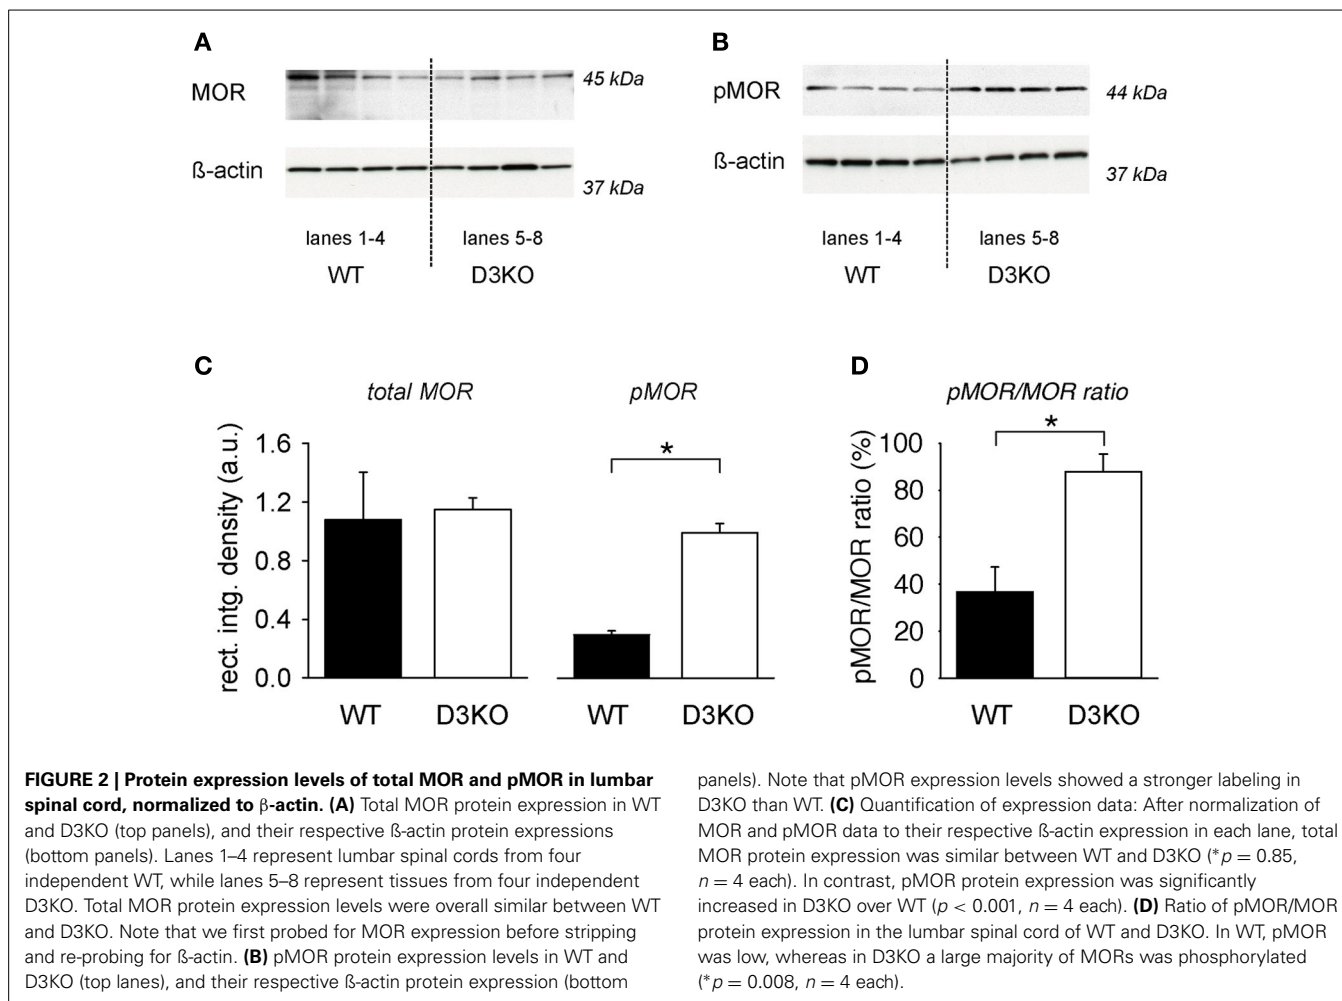 A
MOR
45 kDa
ß-actin
37 kDa
lanes 1-4
lanes 5-8
WT
D3KO
B
pMOR
44 kDa
ß-actin
37 kDa
lanes 1-4
lanes 5-8
WT
D3KO
C
total MOR
pMOR
rect. intg. density (a.u.)
1.6
1.2
0.8
0.4
0.0
*
WT
D3KO
WT
D3KO
D
pMOR/MOR ratio
pMOR/MOR ratio (%)
100
80
60
40
20
0
*
WT
D3KO
FIGURE 2 | Protein expression levels of total MOR and pMOR in lumbar
spinal cord, normalized to β-actin. (A) Total MOR protein expression in WT
and D3KO (top panels), and their respective ß-actin protein expressions
(bottom panels). Lanes 1–4 represent lumbar spinal cords from four
independent WT, while lanes 5–8 represent tissues from four independent
D3KO. Total MOR protein expression levels were overall similar between WT
and D3KO. Note that we first probed for MOR expression before stripping
and re-probing for ß-actin. (B) pMOR protein expression levels in WT and
D3KO (top lanes), and their respective ß-actin protein expression (bottom
panels). Note that pMOR expression levels showed a stronger labeling in
D3KO than WT. (C) Quantification of expression data: After normalization of
MOR and pMOR data to their respective ß-actin expression in each lane, total
MOR protein expression was similar between WT and D3KO (*p = 0.85,
n = 4 each). In contrast, pMOR protein expression was significantly
increased in D3KO over WT (p < 0.001, n = 4 each). (D) Ratio of pMOR/MOR
protein expression in the lumbar spinal cord of WT and D3KO. In WT, pMOR
was low, whereas in D3KO a large majority of MORs was phosphorylated
(*p = 0.008, n = 4 each).